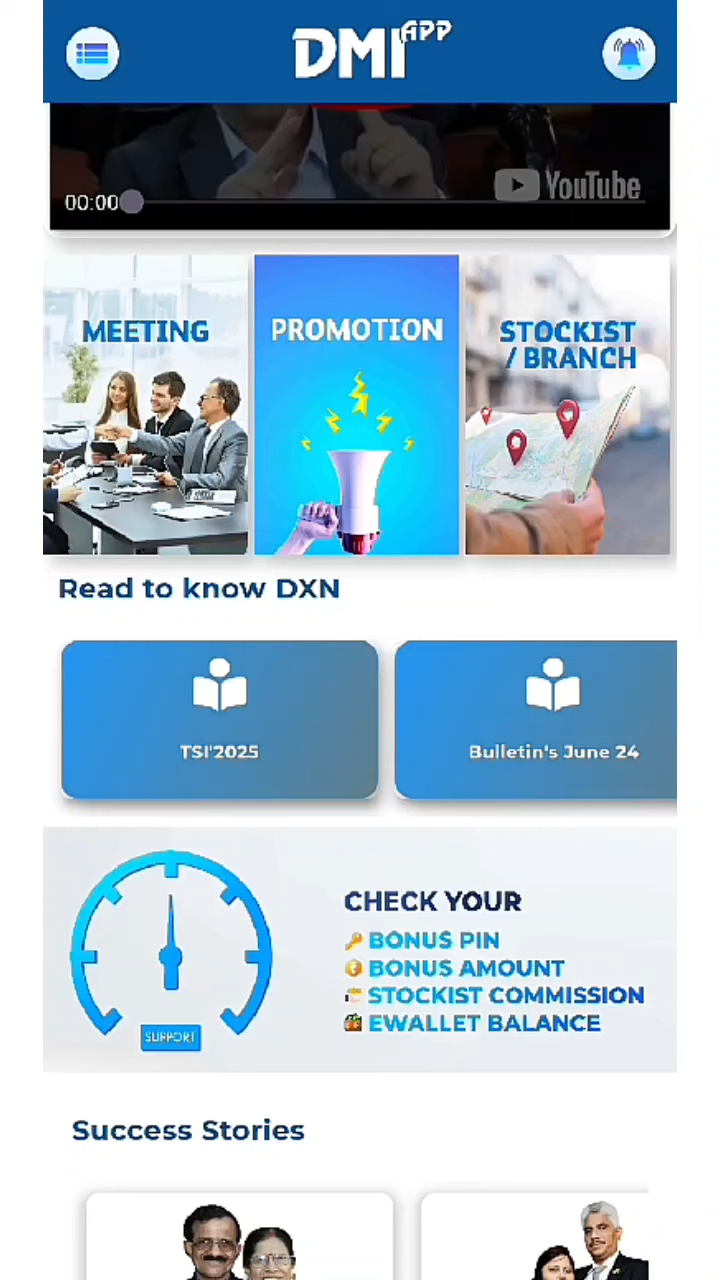 DMI APP
00:00
YouTube
MEETING
PROMOTION
STOCKIST
/ BRANCH
Read to know DXN
TSI'2025
Bulletin's June 24
CHECK YOUR
BONUS PIN
BONUS AMOUNT
STOCKIST COMMISSION
EWALLET BALANCE
SUPPORT
Success Stories